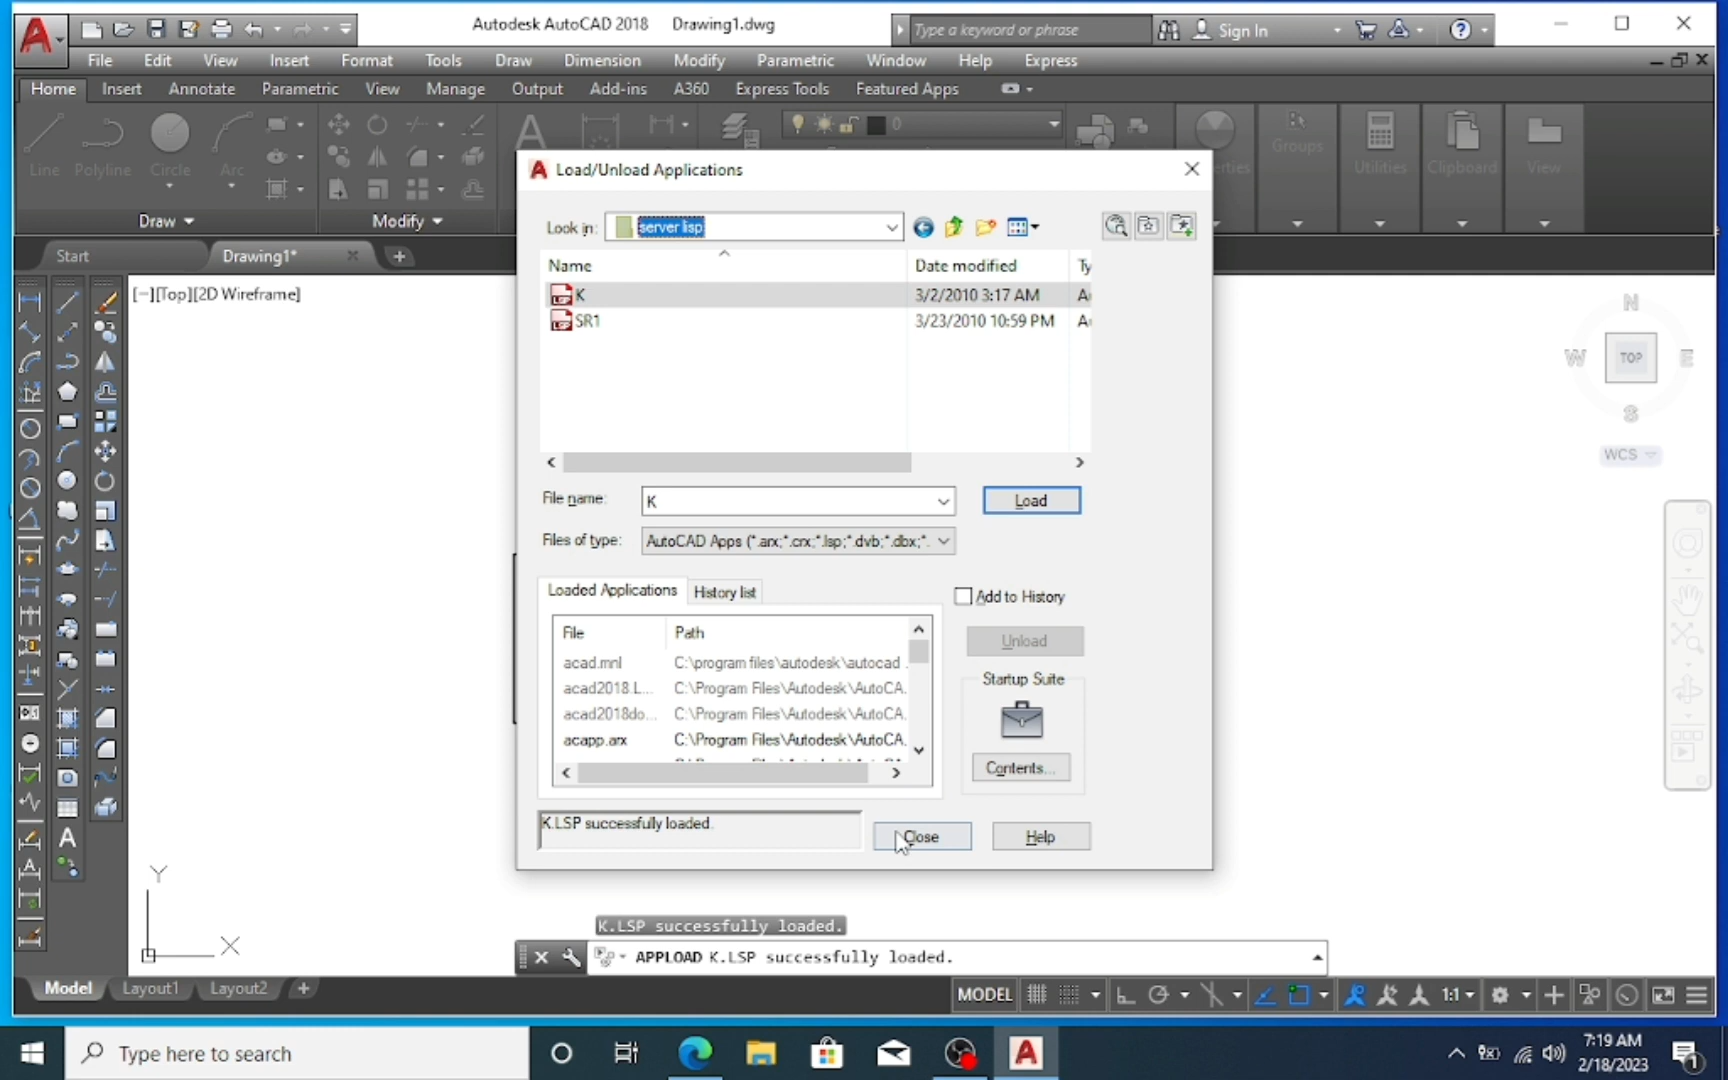 Autodesk AutoCAD 2018 Drawing1.dwg
Type a keyword or phrase
Sign In
File Edit View Insert Format Tools Draw Dimension Modify Parametric Window Help Express
Home Insert Annotate Parametric View Manage Output Add-ins A360 Express Tools Featured Apps
0
Line Polyline Circle Arc
Groups
Utilities Clipboard View
Draw Modify
Start Drawing1*
[−][Top][2D Wireframe]
Load/Unload Applications
Look in: server lisp
Name Date modified Ty
K 3/2/2010 3:17 AM
SR1 3/23/2010 10:59 PM
File name: K Load
Files of type: AutoCAD Apps (*.arx;*.crx;*.lsp;*.dvb;*.dbx;*.
Loaded Applications History list
Add to History
File Path
acad.mnl C:\program files\autodesk\autocad .
acad2018.L... C:\Program Files\Autodesk\AutoCA.
acad2018do... C:\Program Files\Autodesk\AutoCA.
acapp.arx C:\Program Files\Autodesk\AutoCA.
Unload
Startup Suite
Contents...
K.LSP successfully loaded.
Close Help
N
W TOP E
S
WCS
Y
X
K.LSP successfully loaded.
APPLOAD K.LSP successfully loaded.
Model Layout1 Layout2
MODEL 1:1
Type here to search
7:19 AM
2/18/2023
1